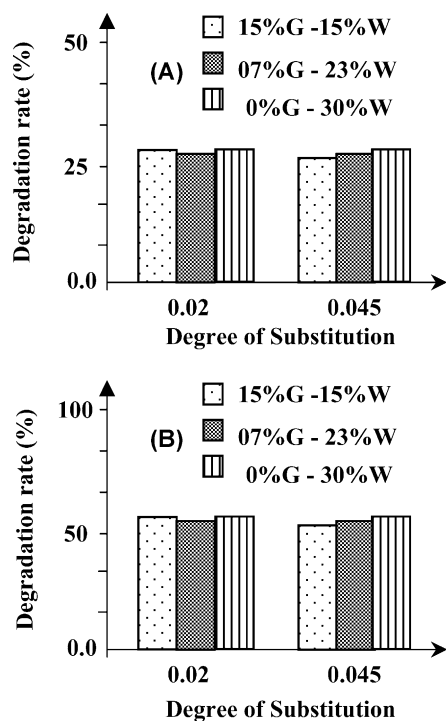 50
15%G -15%W
(A)
07%G - 23%W
0%G - 30%W
Degradation rate (%)
25
0.0
0.02
0.045
Degree of Substitution
100
15%G -15%W
(B)
07%G - 23%W
0%G - 30%W
Degradation rate (%)
50
0.0
0.02
0.045
Degree of Substitution